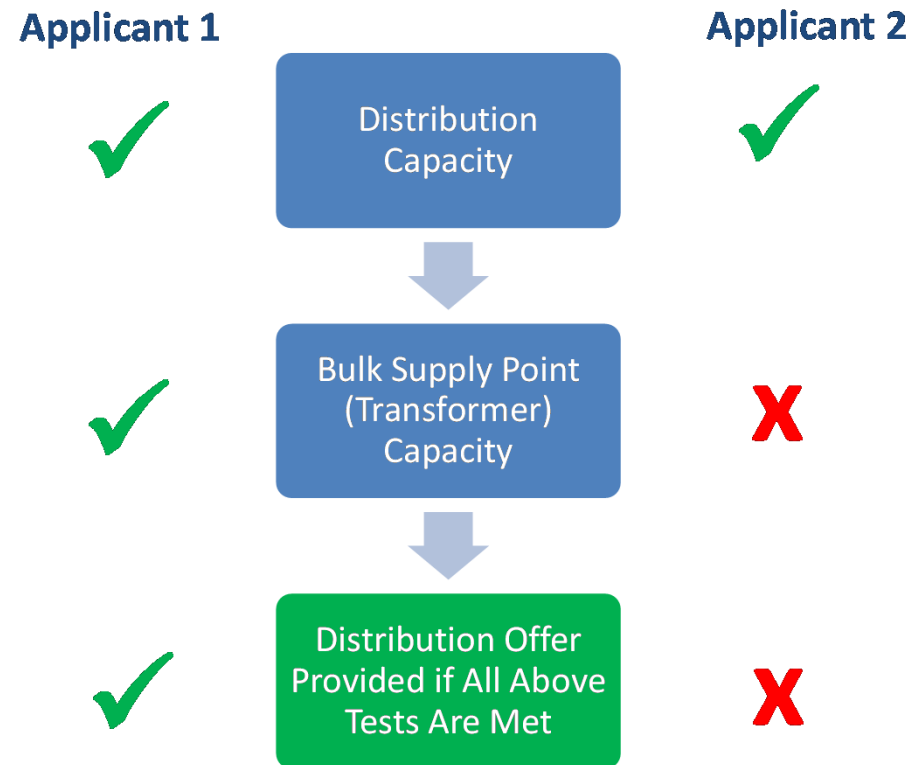 Applicant 1
Applicant 2
Distribution
Capacity
Bulk Supply Point
(Transformer)
Capacity
X
Distribution Offer
Provided if All Above
Tests Are Met
X